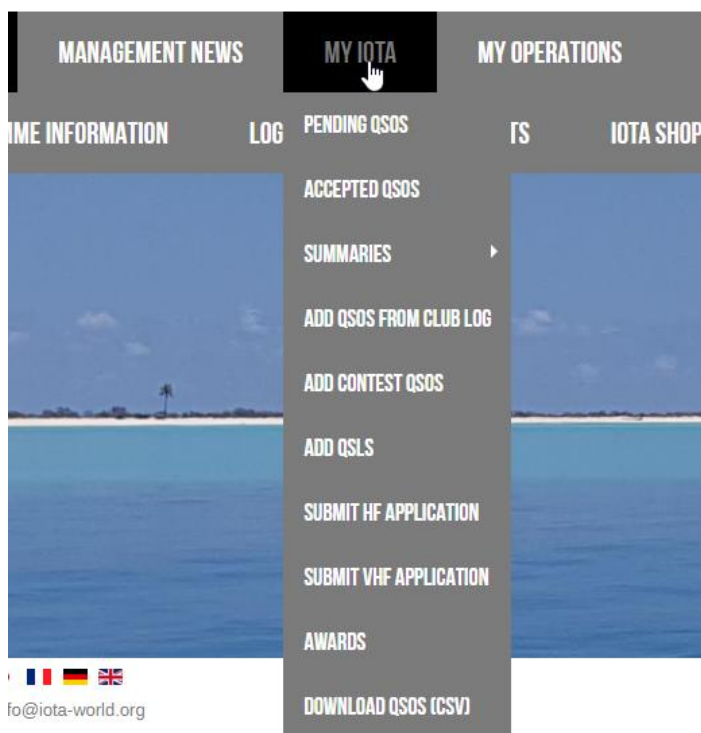 MANAGEMENT NEWS MY IOTA MY OPERATIONS
INFORMATION LOG TS IOTA SHOP
PENDING QSOS
ACCEPTED QSOS
SUMMARIES
ADD QSOS FROM CLUB LOG
ADD CONTEST QSOS
ADD QSLS
SUBMIT HF APPLICATION
SUBMIT VHF APPLICATION
AWARDS
DOWNLOAD QSOS (CSV)
fo@iota-world.org